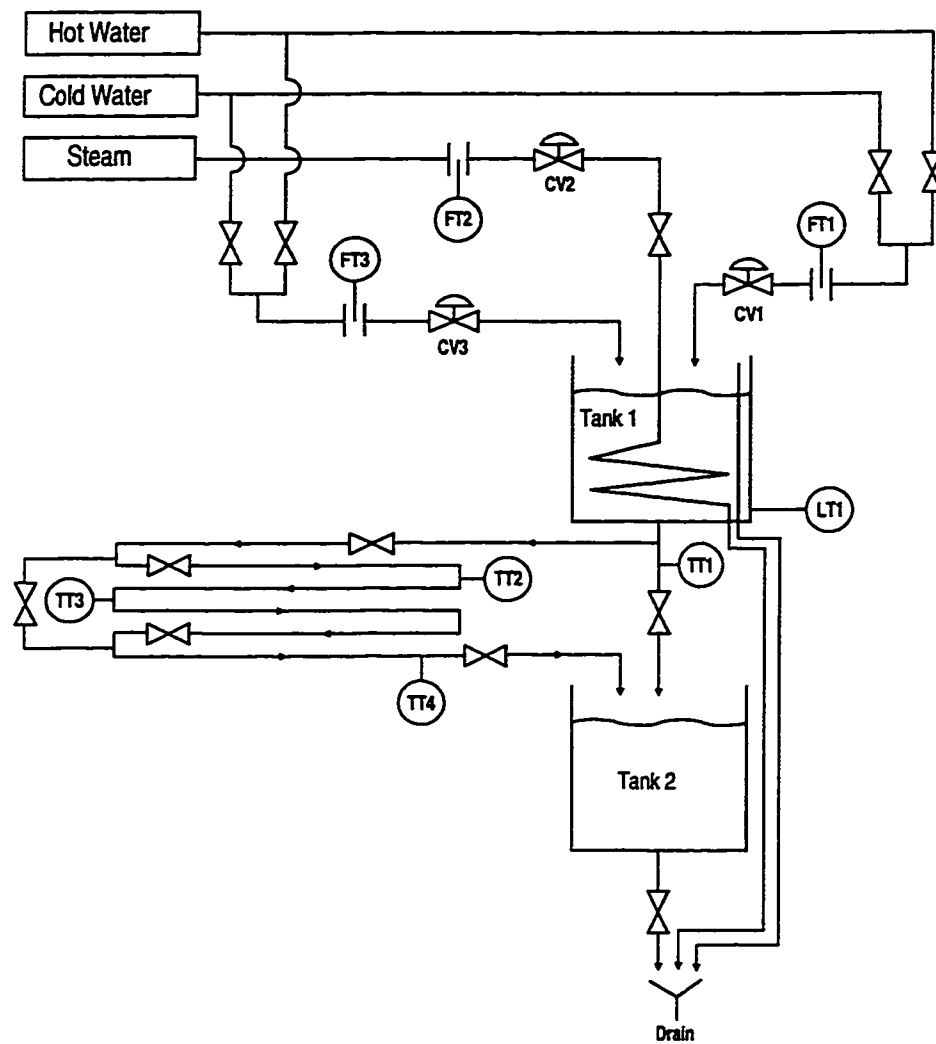 Hot Water
Cold Water
Steam
CV2
FT2
FT1
FT3
CV1
CV3
Tank 1
LT1
TT1
TT2
TT3
TT4
Tank 2
Drain